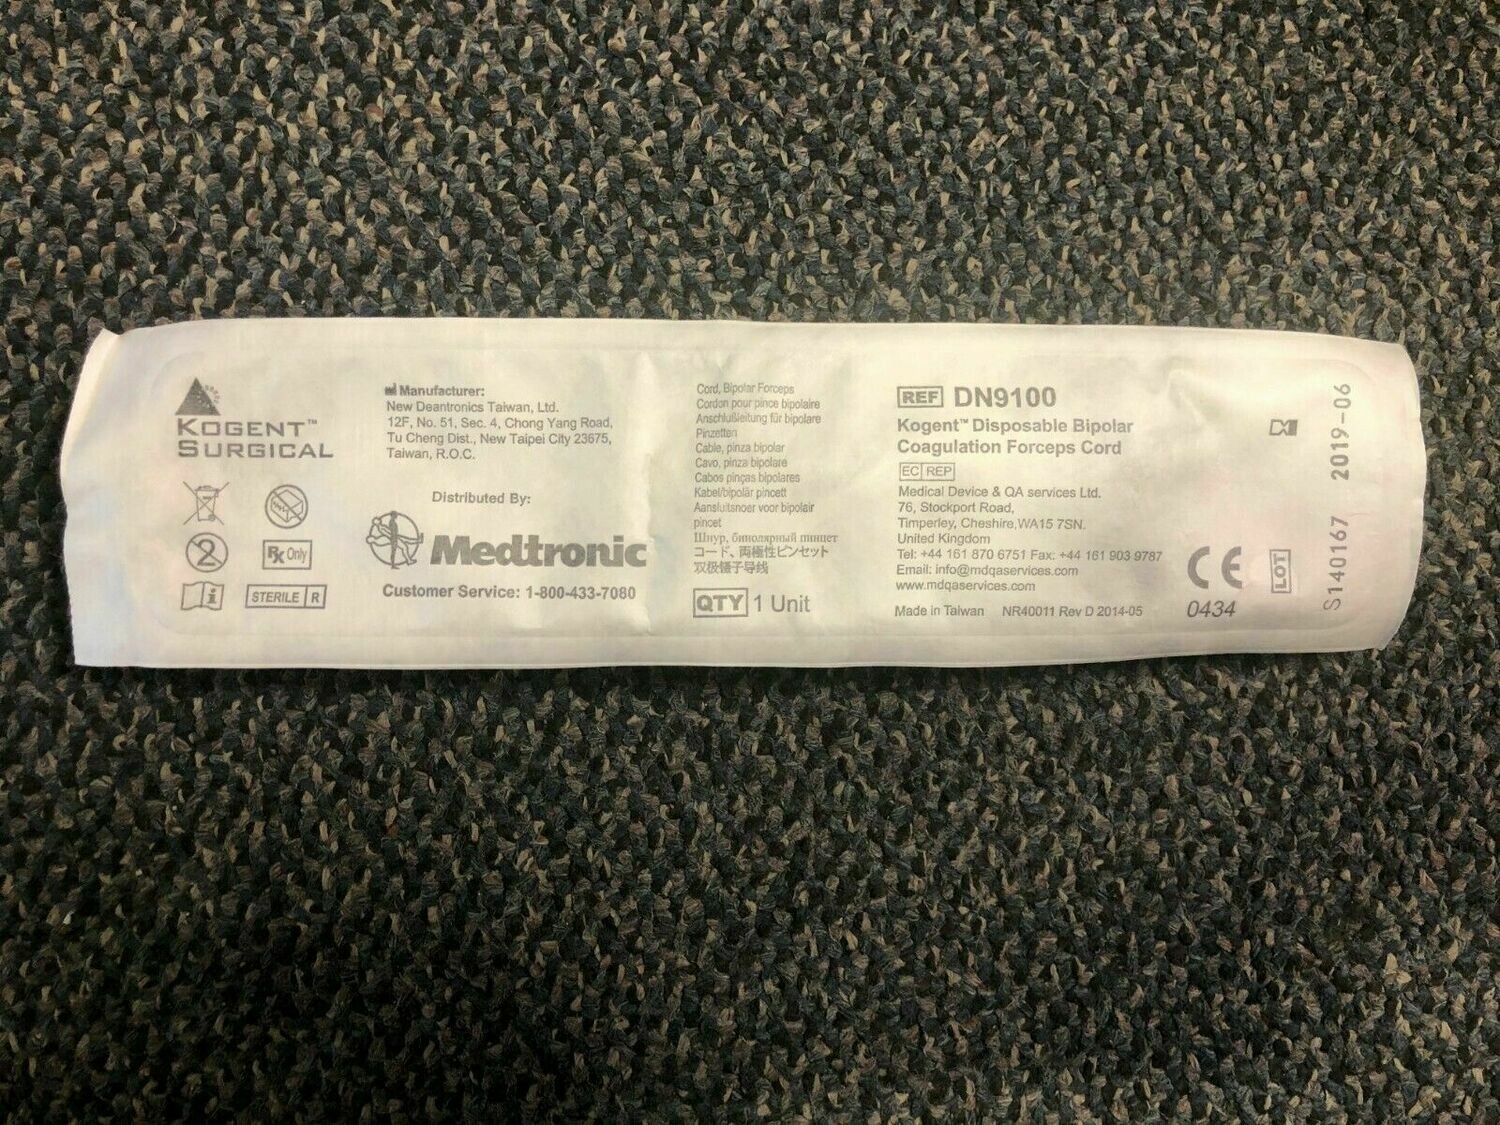 KOGENT™
SURGICAL
2
Rx Only
i
STERILE R
Manufacturer:
New Deantronics Taiwan, Ltd.
12F, No. 51, Sec. 4, Chong Yang Road,
Tu Cheng Dist., New Taipei City 23675,
Taiwan, R.O.C.
Distributed By:
Medtronic
Customer Service: 1-800-433-7080
Cord, Bipolar Forceps
Cordon pour pince bipolaire
Anschlußleitung für bipolare
Pinzetten
Cable, pinza bipolar
Cavo, pinza bipolare
Cabos pinças bipolares
Kabel/bipolär pincett
Aansluitsnoer voor bipolair
pincet
Шнур, биполярный пинцет
コード、両極性ピンセット
双极镊子导线
QTY 1 Unit
REF DN9100
Kogent™ Disposable Bipolar
Coagulation Forceps Cord
EC REP
Medical Device & QA services Ltd.
76, Stockport Road,
Timperley, Cheshire,WA15 7SN.
United Kingdom
Tel: +44 161 870 6751 Fax: +44 161 903 9787
Email: info@mdqaservices.com
www.mdqaservices.com
Made in Taiwan NR40011 Rev D 2014-05
CE
0434
LOT
S140167 2019-06